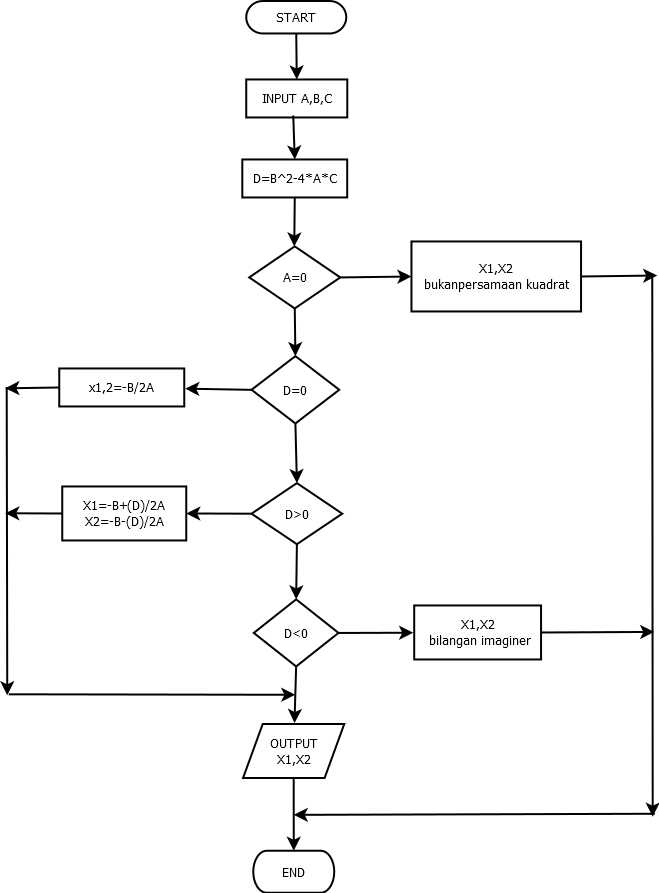 START
INPUT A,B,C
D=B^2-4*A*C
A=0
X1,X2
bukanpersamaan kuadrat
D=0
x1,2=-B/2A
D>0
X1=-B+(D)/2A
X2=-B-(D)/2A
D<0
X1,X2
bilangan imaginer
OUTPUT
X1,X2
END